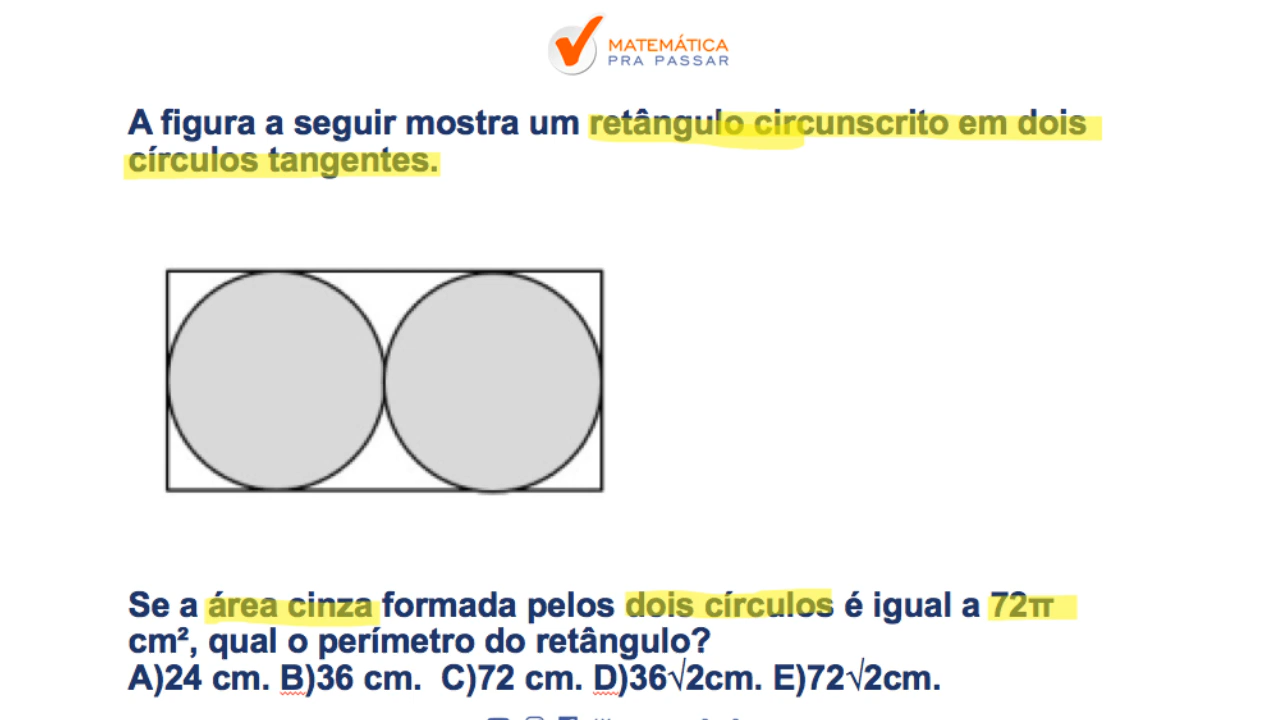 MATEMÁTICA
PRA PASSAR
A figura a seguir mostra um retângulo circunscrito em dois
círculos tangentes.
Se a área cinza formada pelos dois círculos é igual a 72π
cm², qual o perímetro do retângulo?
A)24 cm. B)36 cm.  C)72 cm. D)36√2cm. E)72√2cm.